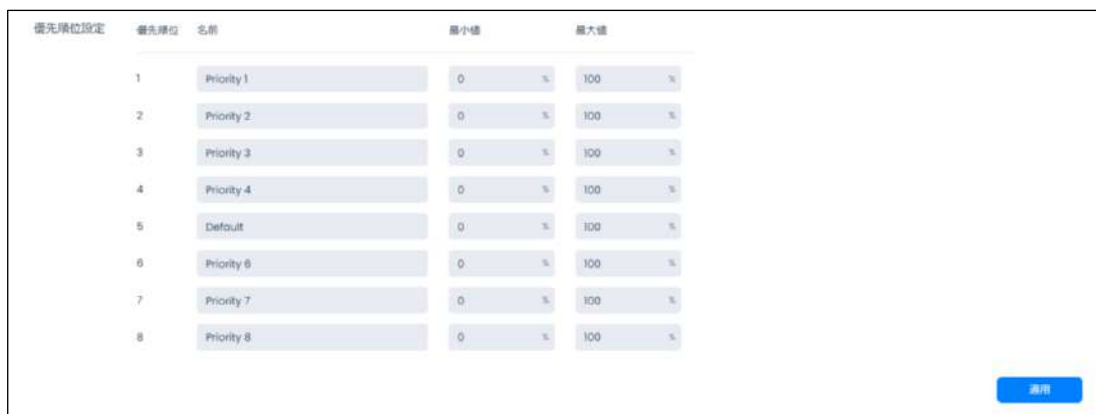 優先順位設定 優先順位 名前 最小値 最大値
1 Priority 1 0 % 100 %
2 Priority 2 0 % 100 %
3 Priority 3 0 % 100 %
4 Priority 4 0 % 100 %
5 Default 0 % 100 %
6 Priority 6 0 % 100 %
7 Priority 7 0 % 100 %
8 Priority 8 0 % 100 %
適用